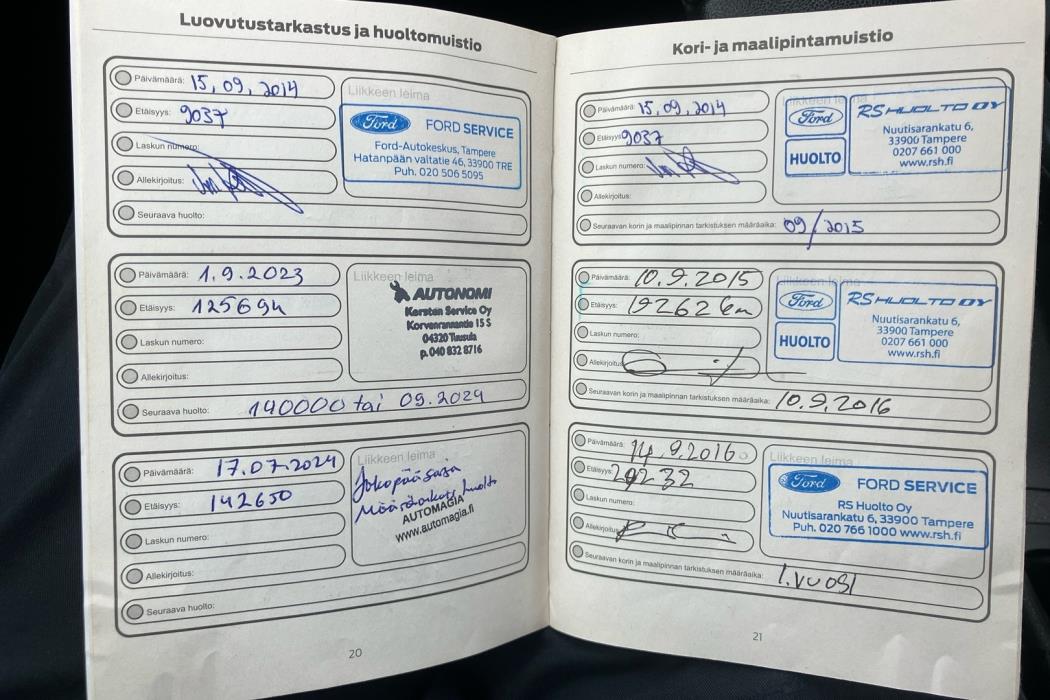 Luovutustarkastus ja huoltomuistio
Päivämäärä: 15.09.2014
Etäisyys: 9037
Laskun numero:
Allekirjoitus:
Seuraava huolto:
Liikkeen leima
Ford FORD SERVICE
Ford-Autokeskus, Tampere
Hatanpään valtatie 46, 33900 TRE
Puh. 020 506 5095
Päivämäärä: 1.9.2023
Etäisyys: 125694
Laskun numero:
Allekirjoitus:
Seuraava huolto: 140000 tai 09.2024
Liikkeen leima
AUTONOMI
Kersten Service Oy
Korvenrannantie 15 S
04320 Tuusula
p. 040 832 8716
Päivämäärä: 17.07.2024
Etäisyys: 142650
Laskun numero:
Allekirjoitus:
Seuraava huolto:
Liikkeen leima
Jakopääsarja
Määräaikais huolto
AUTOMAGIA
www.automagia.fi
20
Kori- ja maalipintamuistio
Päivämäärä: 15.09.2014
Etäisyys: 9037
Laskun numero:
Allekirjoitus:
Seuraavan korin ja maalipinnan tarkistuksen määräaika: 09/2015
Liikkeen leima
Ford RS HUOLTO OY
HUOLTO
Nuutisarankatu 6,
33900 Tampere
0207 661 000
www.rsh.fi
Päivämäärä: 10.9.2015
Etäisyys: 19262 km
Laskun numero:
Allekirjoitus:
Seuraavan korin ja maalipinnan tarkistuksen määräaika: 10.9.2016
Liikkeen leima
Ford RS HUOLTO OY
HUOLTO
Nuutisarankatu 6,
33900 Tampere
0207 661 000
www.rsh.fi
Päivämäärä: 14.9.2016
Etäisyys: 29232
Laskun numero:
Allekirjoitus:
Seuraavan korin ja maalipinnan tarkistuksen määräaika: 1. VUOSI
Liikkeen leima
Ford FORD SERVICE
RS Huolto Oy
Nuutisarankatu 6, 33900 Tampere
Puh. 020 766 1000 www.rsh.fi
21